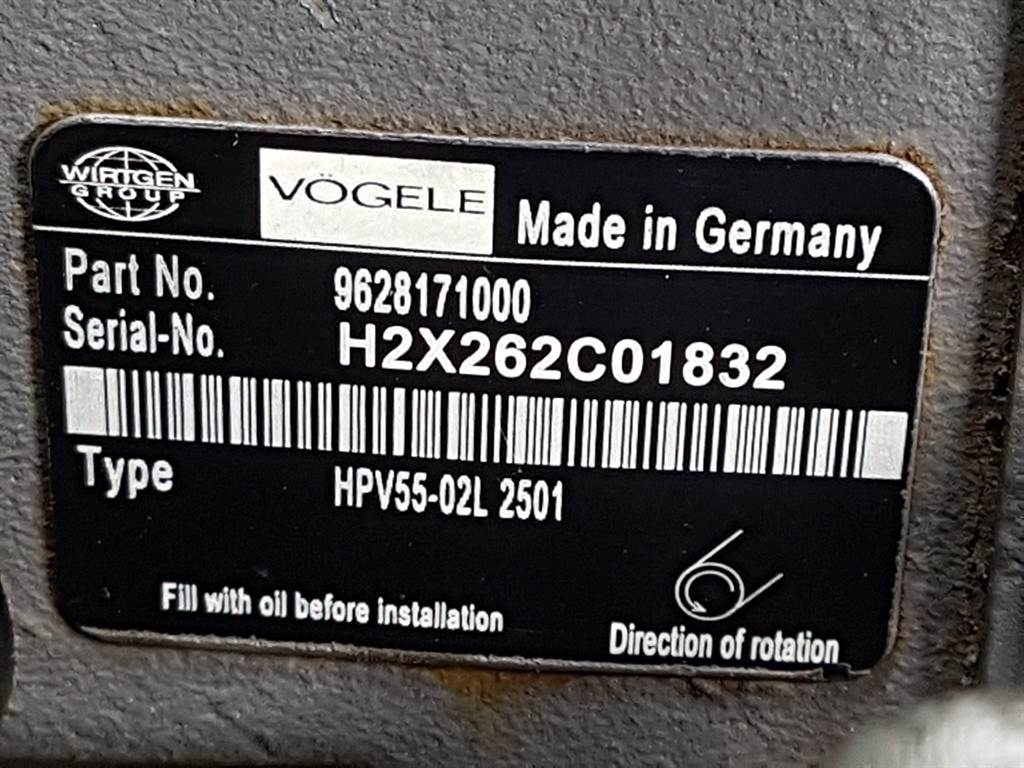 WIRTGEN
GROUP
VÖGELE
Made in Germany
Part No. 9628171000
Serial-No. H2X262C01832
Type HPV55-02L 2501
Fill with oil before installation
Direction of rotation